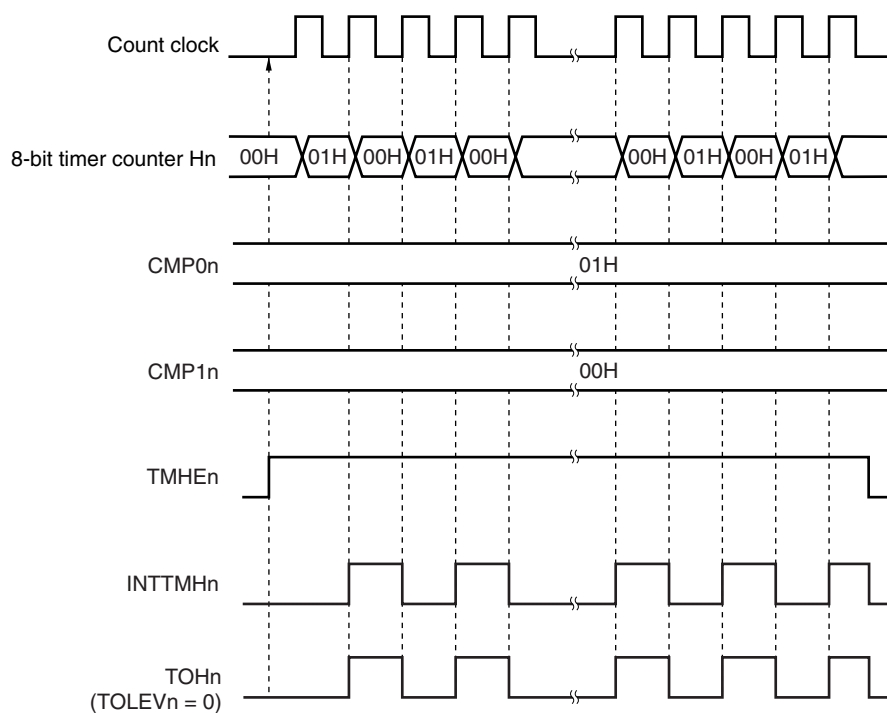 Count clock
8-bit timer counter Hn
00H 01H 00H 01H 00H 00H 01H 00H 01H
CMP0n
01H
CMP1n
00H
TMHEn
INTTMHn
TOHn
(TOLEVn = 0)